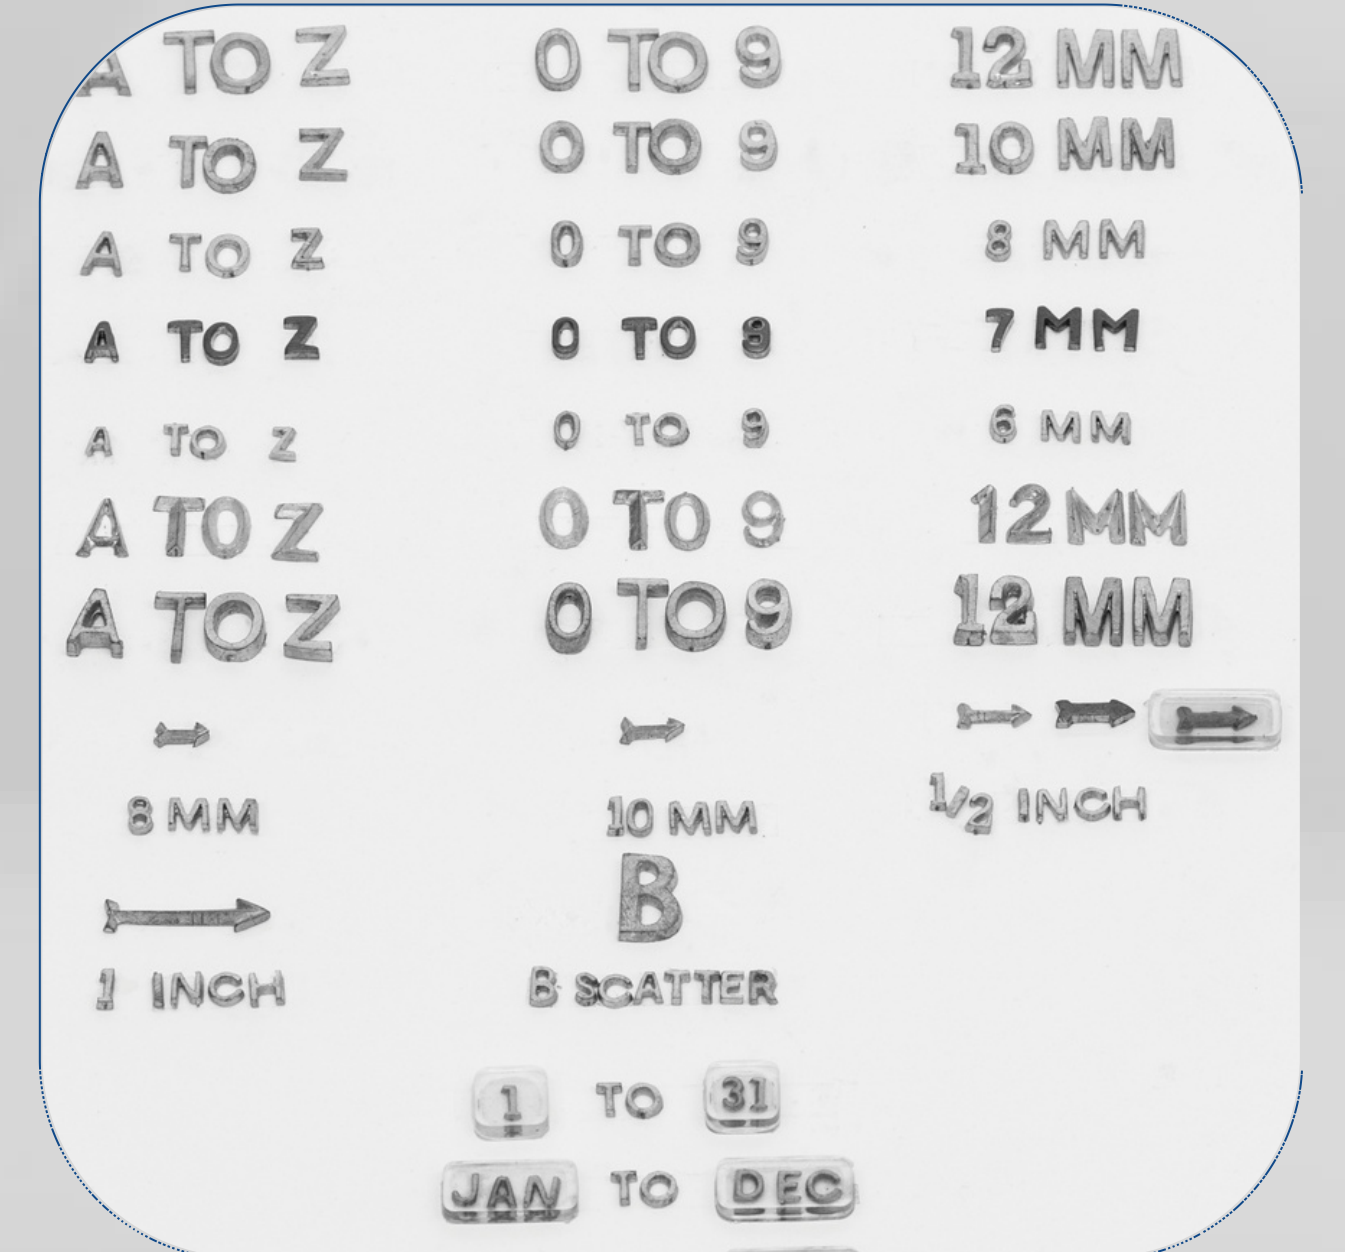 A TO Z 0 TO 9 12 MM
A TO Z 0 TO 9 10 MM
A TO Z 0 TO 9 8 MM
A TO Z 0 TO 9 7 MM
A TO Z 0 TO 9 6 MM
A TO Z 0 TO 9 12 MM
A TO Z 0 TO 9 12 MM
8 MM 10 MM 1/2 INCH
B
1 INCH B SCATTER
1 TO 31
JAN TO DEC